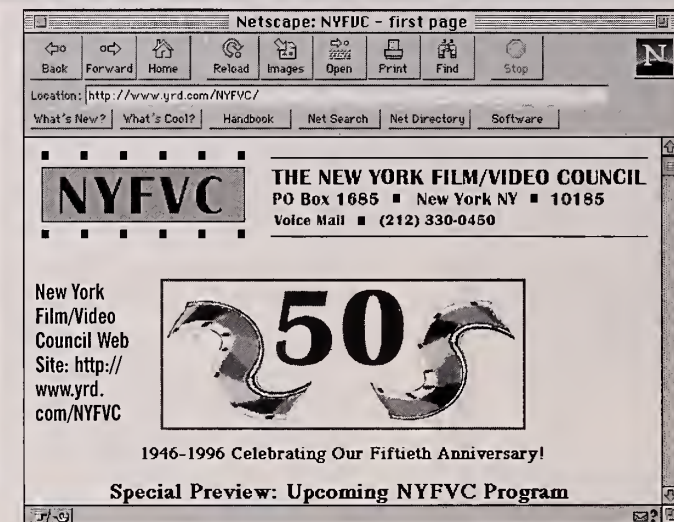 Netscape: NYFVC - first page
Back Forward Home Reload Images Open Print Find Stop
N
Location: http://www.yrd.com/NYFVC/
What's New? What's Cool? Handbook Net Search Net Directory Software
NYFVC
THE NEW YORK FILM/VIDEO COUNCIL
PO Box 1685 ■ New York NY ■ 10185
Voice Mail ■ (212) 330-0450
New York
Film/Video
Council Web
Site: http://
www.yrd.
com/NYFVC
50
1946-1996 Celebrating Our Fiftieth Anniversary!
Special Preview: Upcoming NYFVC Program